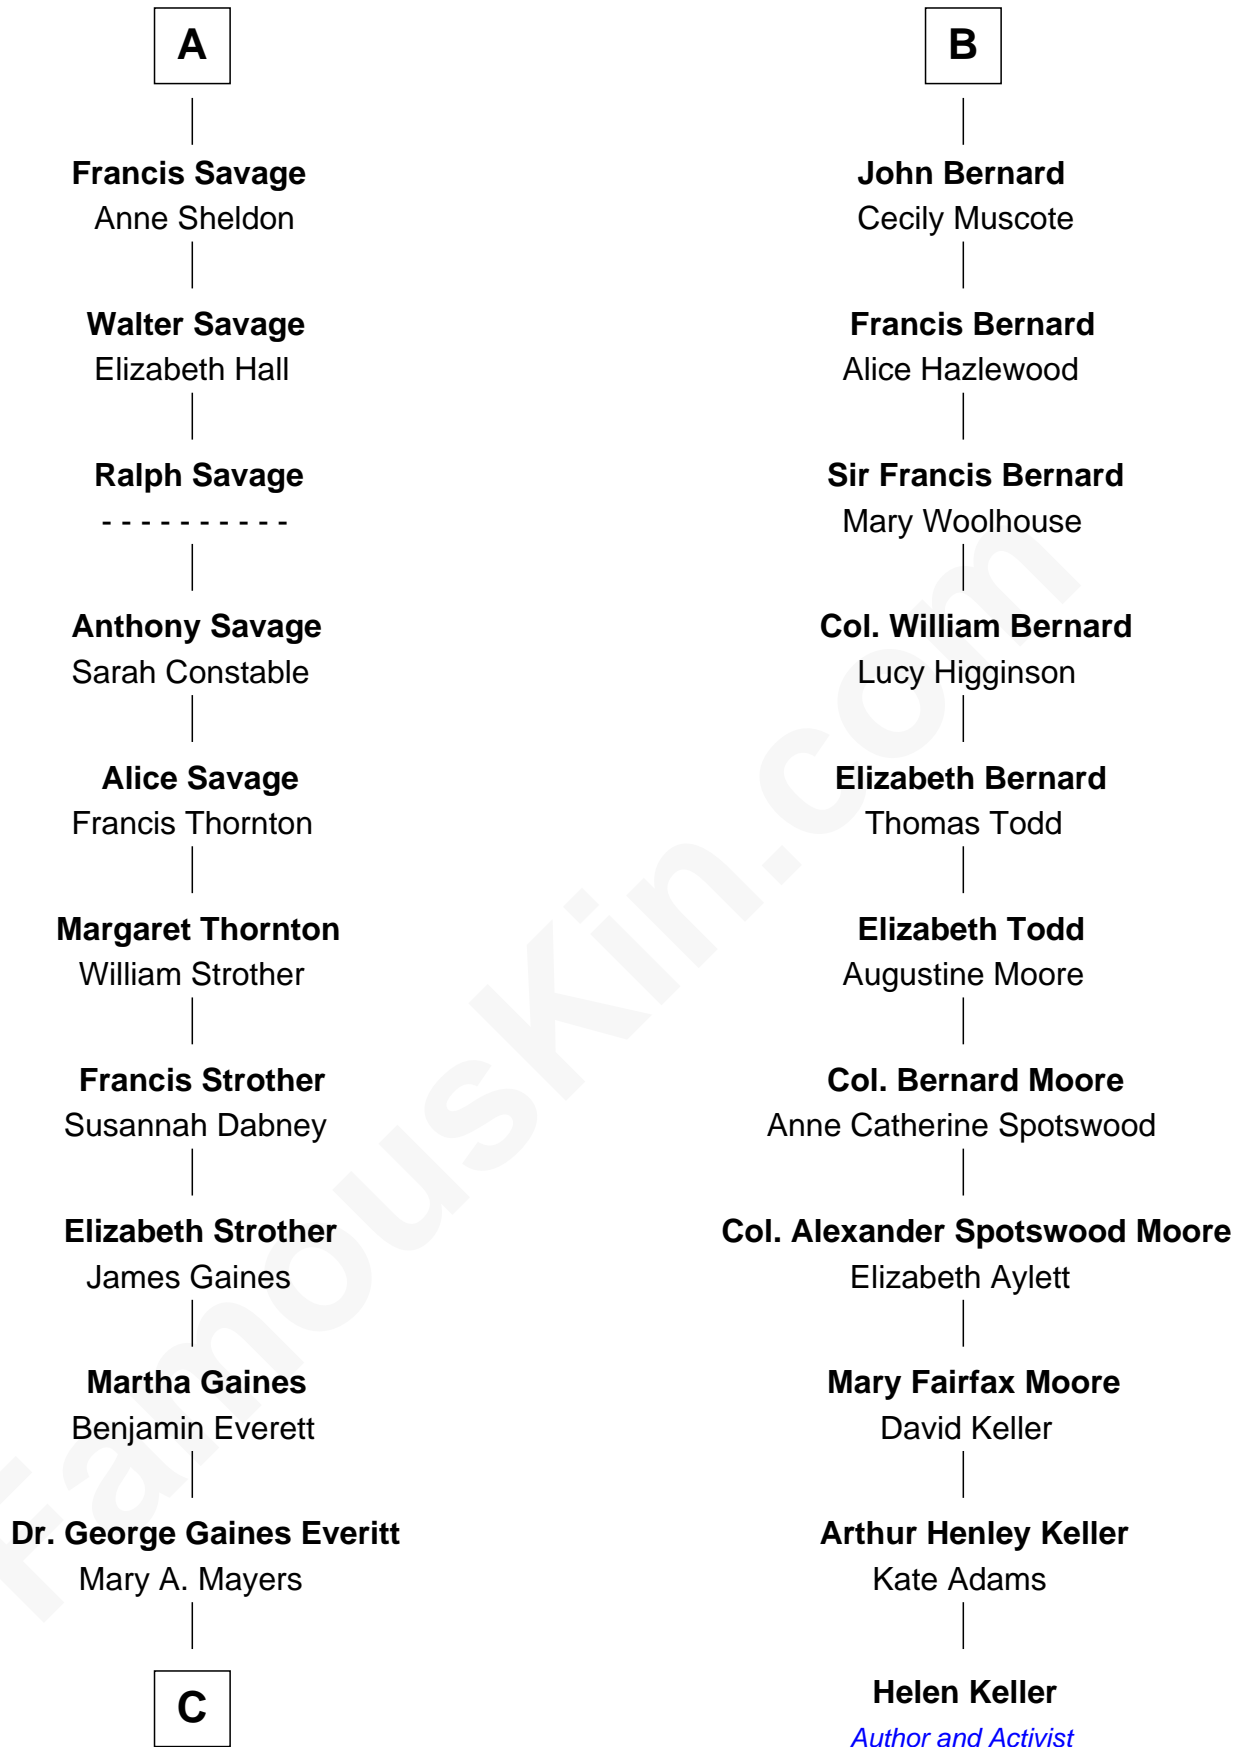 A
Francis Savage
Anne Sheldon
Walter Savage
Elizabeth Hall
Ralph Savage
- - - - - - - - - -
Anthony Savage
Sarah Constable
Alice Savage
Francis Thornton
Margaret Thornton
William Strother
Francis Strother
Susannah Dabney
Elizabeth Strother
James Gaines
Martha Gaines
Benjamin Everett
Dr. George Gaines Everitt
Mary A. Mayers
C
B
John Bernard
Cecily Muscote
Francis Bernard
Alice Hazlewood
Sir Francis Bernard
Mary Woolhouse
Col. William Bernard
Lucy Higginson
Elizabeth Bernard
Thomas Todd
Elizabeth Todd
Augustine Moore
Col. Bernard Moore
Anne Catherine Spotswood
Col. Alexander Spotswood Moore
Elizabeth Aylett
Mary Fairfax Moore
David Keller
Arthur Henley Keller
Kate Adams
Helen Keller
Author and Activist
FamousKin.com